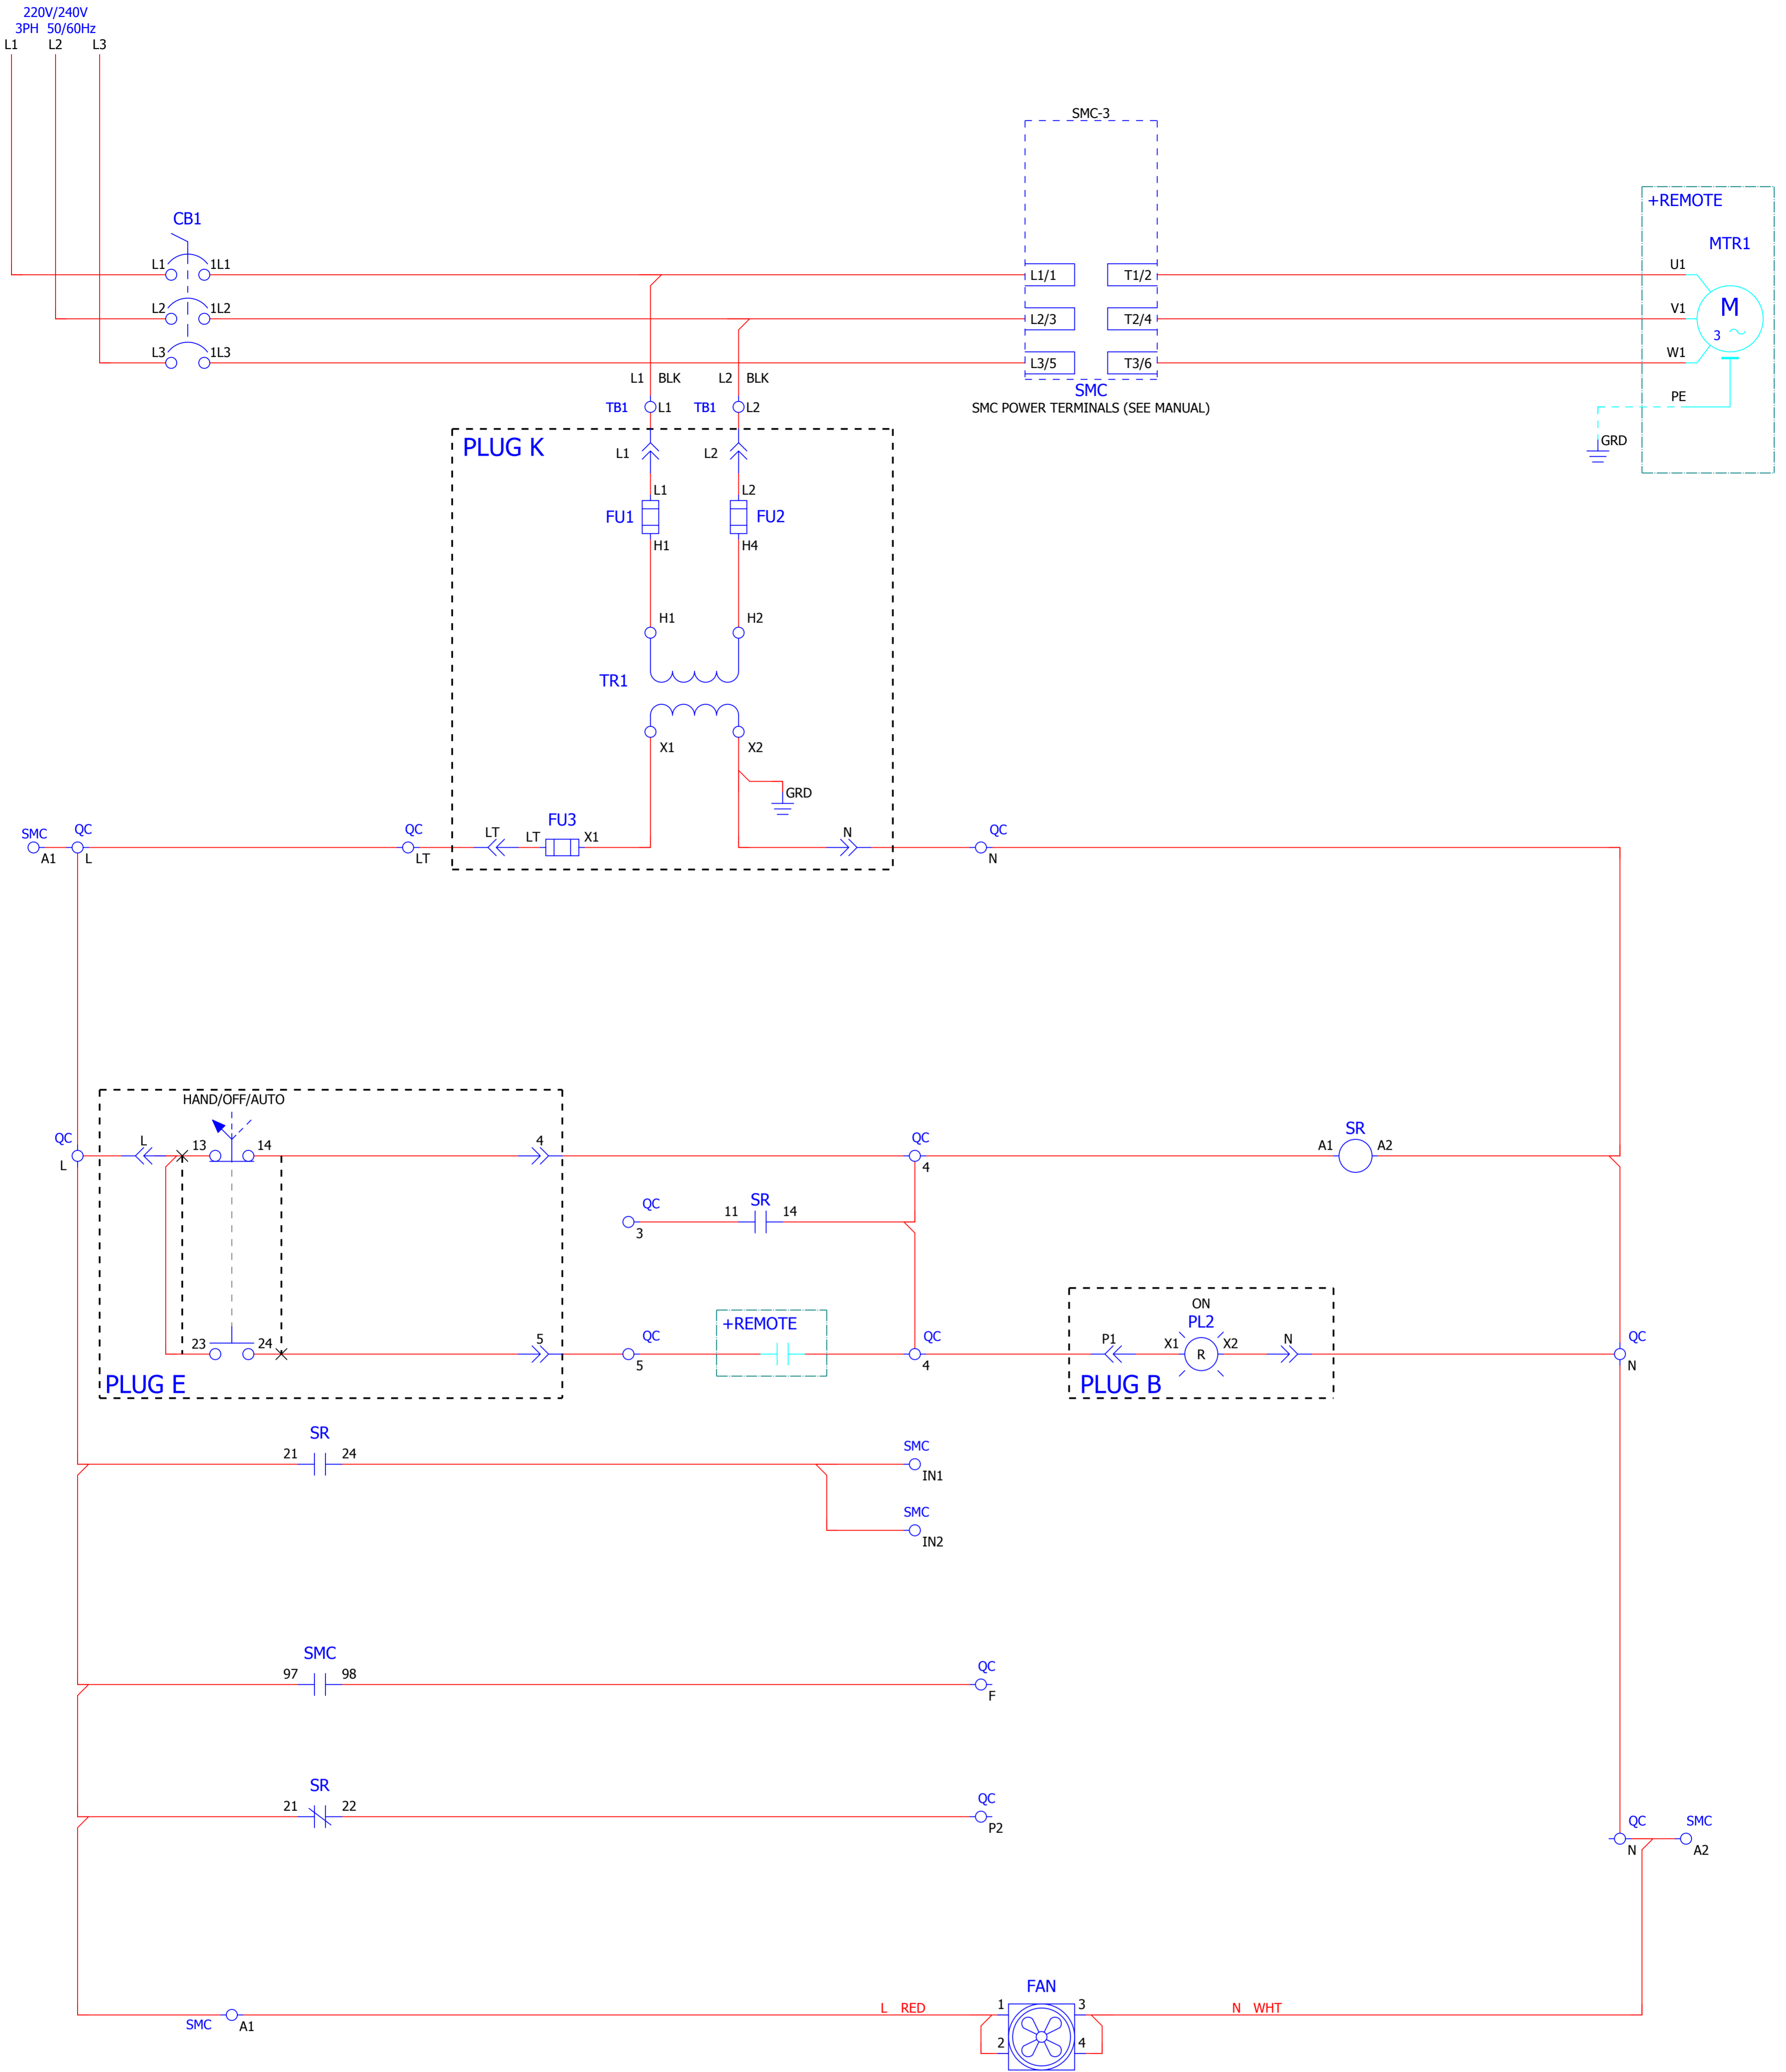 220V/240V
3PH 50/60Hz
L1 L2 L3
SMC-3
+REMOTE
MTR1
CB1
L1 1L1
L1/1 T1/2
U1
L2 1L2
L2/3 T2/4
V1
M
3
L3 1L3
L3/5 T3/6
W1
SMC
SMC POWER TERMINALS (SEE MANUAL)
PE
GRD
L1 BLK L2 BLK
TB1 L1 TB1 L2
PLUG K
L1 L2
L1 L2
FU1 FU2
H1 H4
H1 H2
TR1
X1 X2
GRD
FU3
SMC QC QC LT LT X1 N QC
A1 L LT N
HAND/OFF/AUTO
QC L 13 14 4 QC SR
A1 A2
L 4
QC 11 SR 14
3
ON
PL2
+REMOTE
23 24 5 QC QC P1 X1 R X2 N QC
5 4 N
PLUG E PLUG B
SR
21 24 SMC
IN1
SMC
IN2
SMC
97 98 QC
F
SR
21 22 QC
P2
QC SMC
N A2
FAN
L RED 1 3 N WHT
SMC A1
2 4